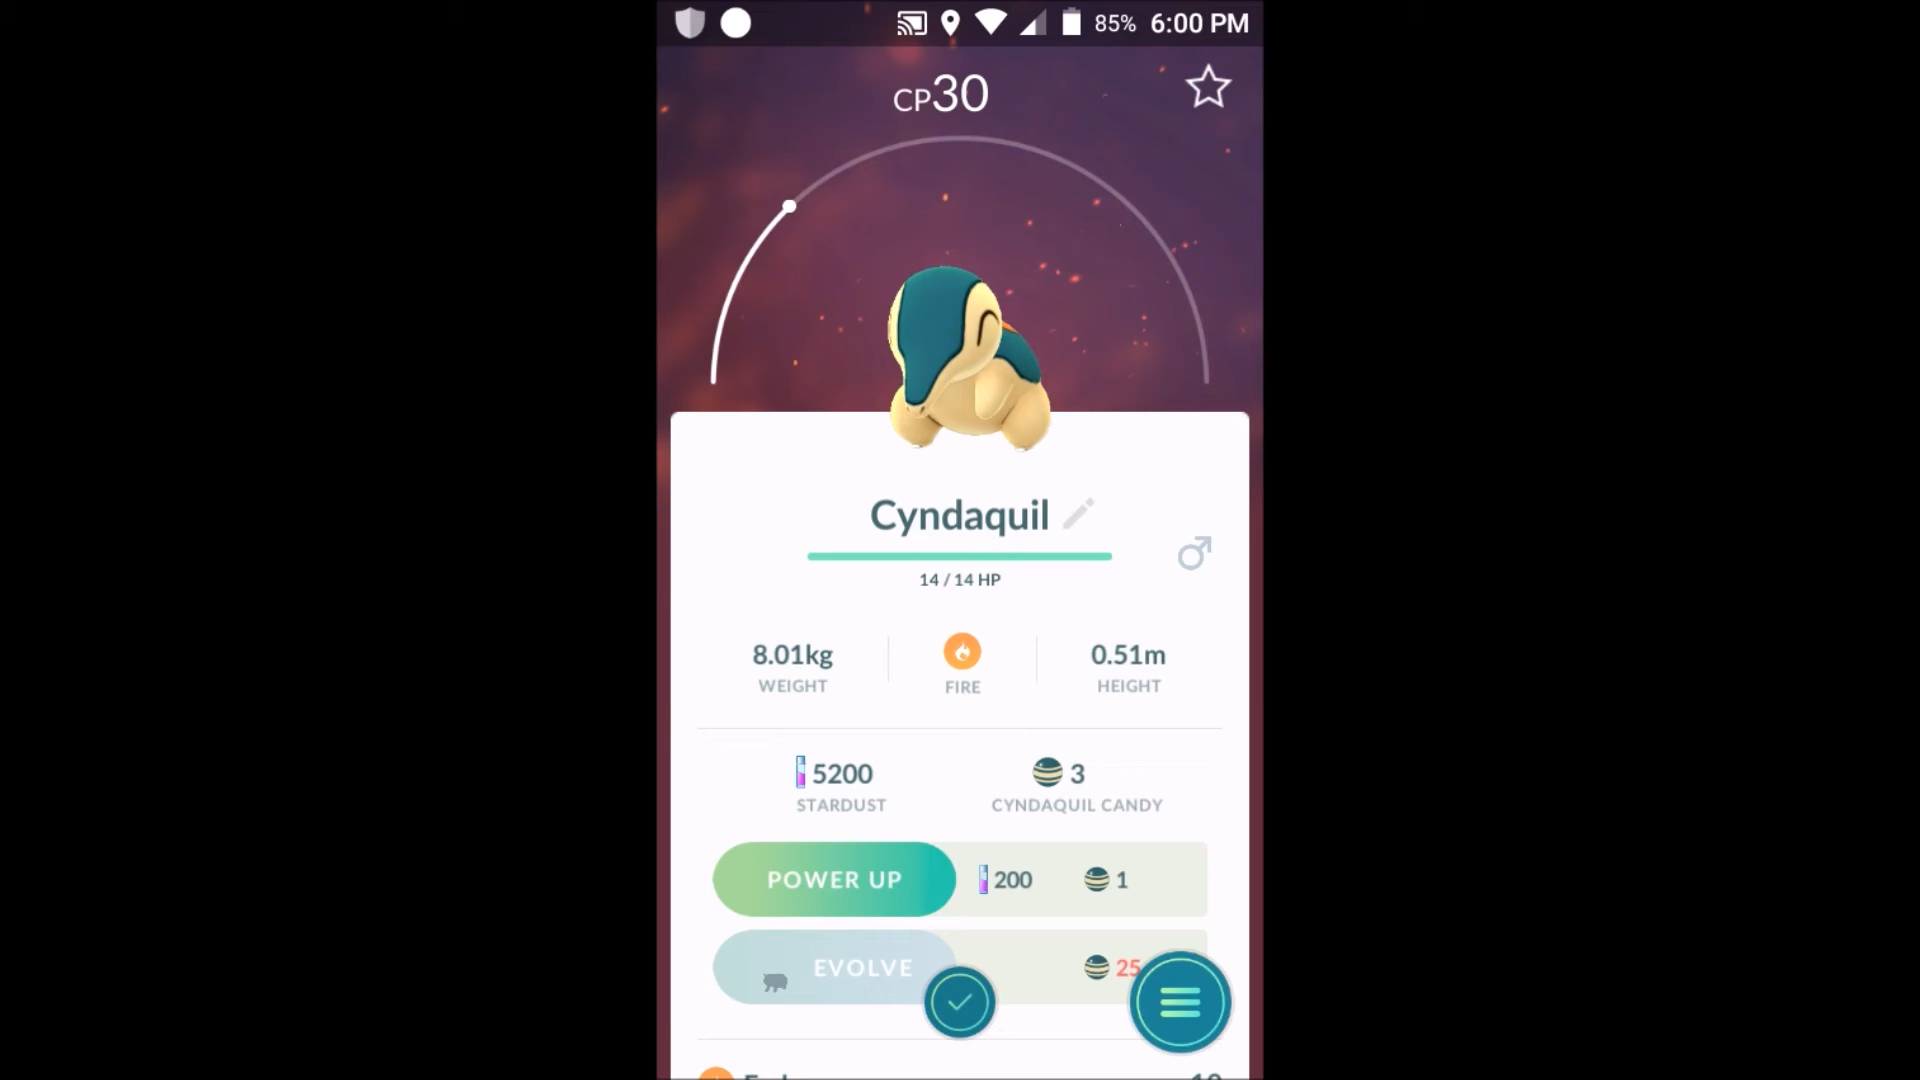 85% 6:00 PM
CP30
Cyndaquil
14 / 14 HP
8.01kg 0.51m
WEIGHT FIRE HEIGHT
5200 3
STARDUST CYNDAQUIL CANDY
POWER UP 200 1
EVOLVE 25